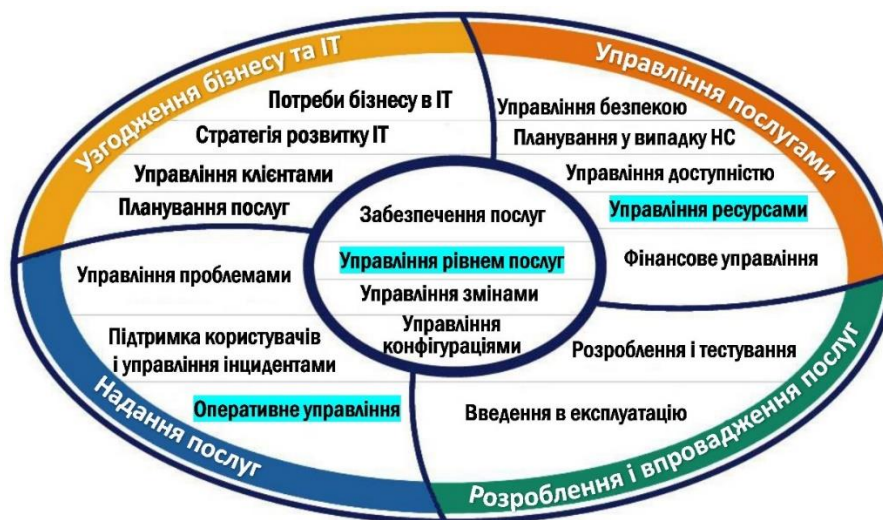 Узгодження бізнесу та ІТ
Потреби бізнесу в ІТ
Стратегія розвитку ІТ
Управління клієнтами
Планування послуг
Управління послугами
Управління безпекою
Планування у випадку НС
Управління доступністю
Управління ресурсами
Фінансове управління
Забезпечення послуг
Управління рівнем послуг
Управління змінами
Управління
конфігураціями
Надання послуг
Управління проблемами
Підтримка користувачів
і управління інцидентами
Оперативне управління
Розроблення і впровадження послуг
Розроблення і тестування
Введення в експлуатацію